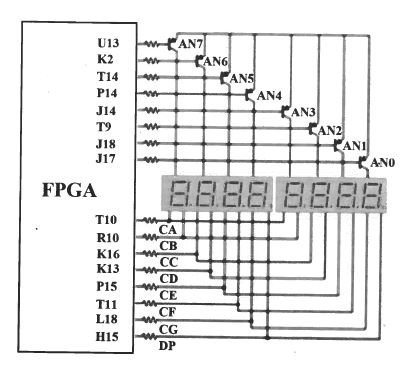 U13
AN7
K2
AN6
T14
AN5
P14
AN4
J14
AN3
T9
AN2
J18
AN1
J17
AN0
FPGA
T10
CA
R10
CB
K16
CC
K13
CD
P15
CE
T11
CF
L18
CG
H15
DP